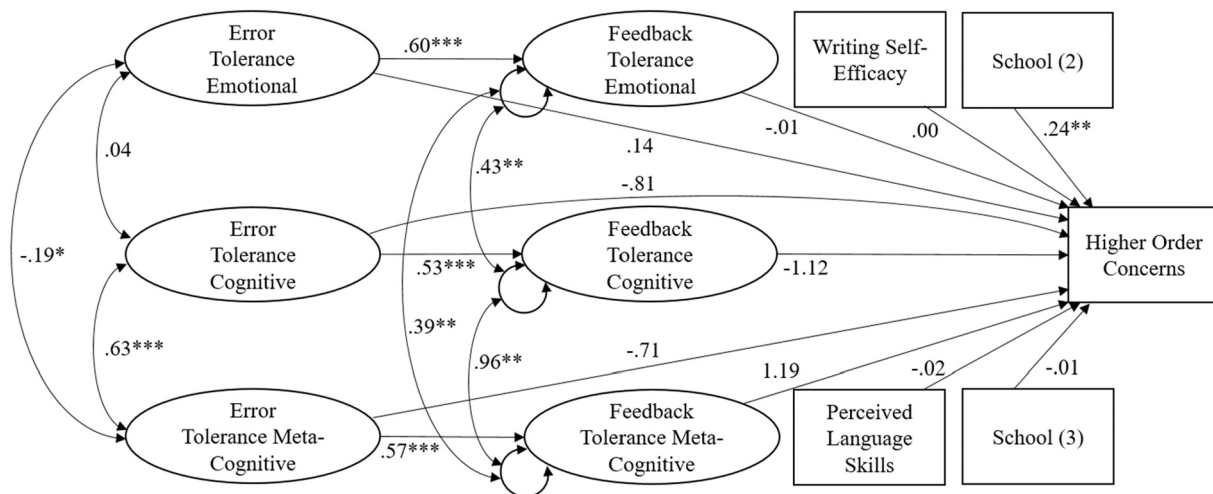 Error
Tolerance
Emotional
.60***
Feedback
Tolerance
Emotional
Writing Self-
Efficacy
School (2)
-.01
.00
.24**
.04
.43**
.14
-.81
-.19*
Error
Tolerance
Cognitive
.53***
Feedback
Tolerance
Cognitive
-1.12
Higher Order
Concerns
.63***
.39**
.96**
-.71
1.19
-.02
-.01
Error
Tolerance Meta-
Cognitive
.57***
Feedback
Tolerance Meta-
Cognitive
Perceived
Language
Skills
School (3)